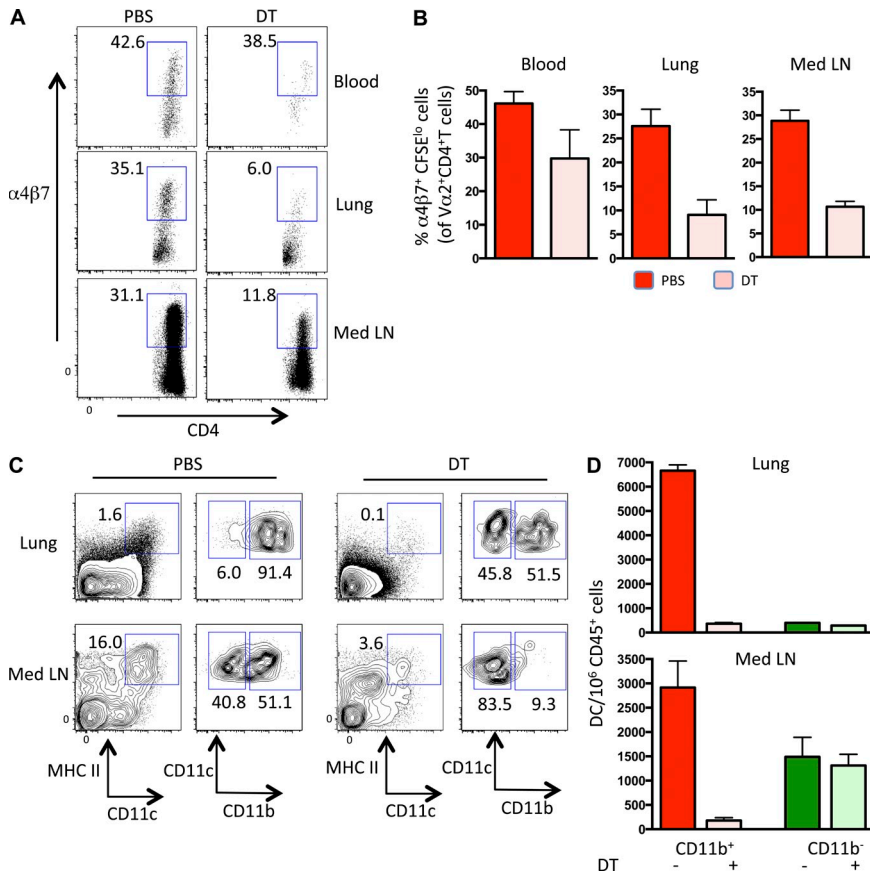 A
PBS
DT
42.6
38.5
Blood
α4β7
35.1
6.0
Lung
31.1
11.8
Med LN
0
0
CD4
B
Blood
Lung
Med LN
% α4β7⁺ CFSEˡᵒ cells
(of Vα2⁺CD4⁺T cells)
50
40
30
20
10
0
35
30
25
20
15
10
5
0
35
30
25
20
15
10
5
0
PBS
DT
C
PBS
DT
Lung
1.6
6.0
91.4
0.1
45.8
51.5
Med LN
16.0
40.8
51.1
3.6
83.5
9.3
0
0
0
0
MHC II
CD11c
CD11c
CD11b
MHC II
CD11c
CD11c
CD11b
D
Lung
7000
6000
5000
4000
3000
2000
1000
0
Med LN
3500
3000
2500
2000
1500
1000
500
0
DC/10⁶ CD45⁺ cells
CD11b⁺
CD11b⁻
DT
-
+
-
+